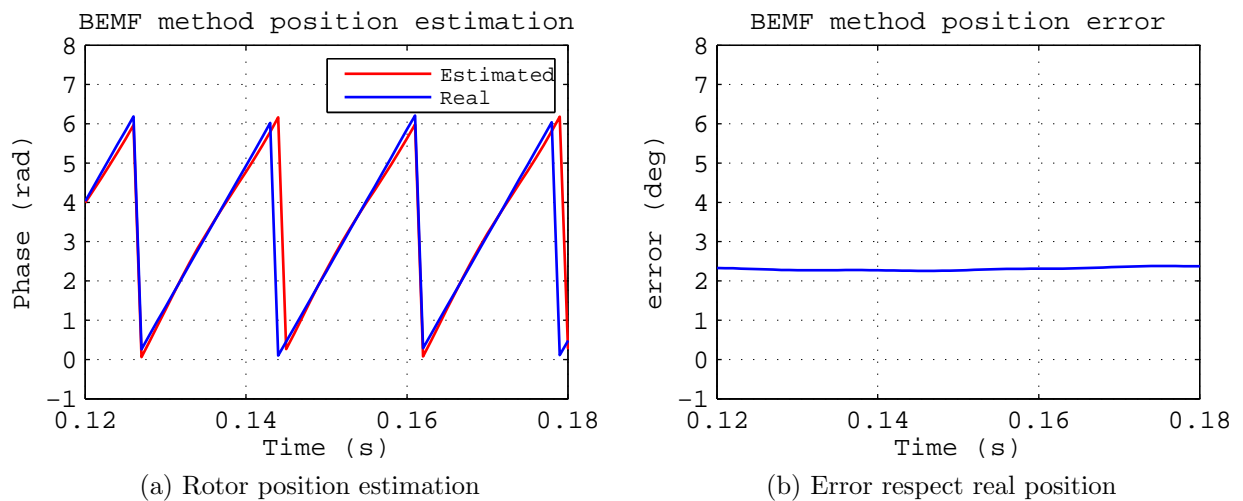 BEMF method position estimation
8
7
6
5
4
3
2
1
0
−1
Phase (rad)
Estimated
Real
0.12
0.14
0.16
0.18
Time (s)
(a) Rotor position estimation
BEMF method position error
8
7
6
5
4
3
2
1
0
−1
error (deg)
0.12
0.14
0.16
0.18
Time (s)
(b) Error respect real position